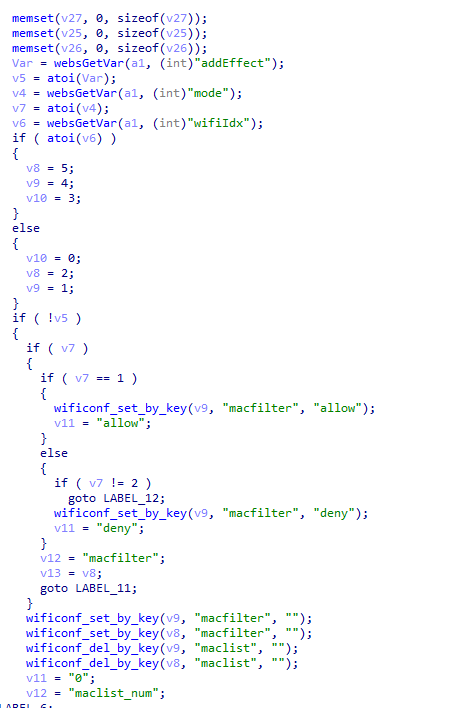 memset(v27, 0, sizeof(v27));
memset(v25, 0, sizeof(v25));
memset(v26, 0, sizeof(v26));
Var = websGetVar(a1, (int)"addEffect");
v5 = atoi(Var);
v4 = websGetVar(a1, (int)"mode");
v7 = atoi(v4);
v6 = websGetVar(a1, (int)"wifiIdx");
if ( atoi(v6) )
{
v8 = 5;
v9 = 4;
v10 = 3;
}
else
{
v10 = 0;
v8 = 2;
v9 = 1;
}
if ( !v5 )
{
if ( v7 )
{
if ( v7 == 1 )
{
wificonf_set_by_key(v9, "macfilter", "allow");
v11 = "allow";
}
else
{
if ( v7 != 2 )
goto LABEL_12;
wificonf_set_by_key(v9, "macfilter", "deny");
v11 = "deny";
}
v12 = "macfilter";
v13 = v8;
goto LABEL_11;
}
wificonf_set_by_key(v9, "macfilter", "");
wificonf_set_by_key(v8, "macfilter", "");
wificonf_del_by_key(v9, "maclist", "");
wificonf_del_by_key(v8, "maclist", "");
v11 = "0";
v12 = "maclist_num";
LABEL_6: